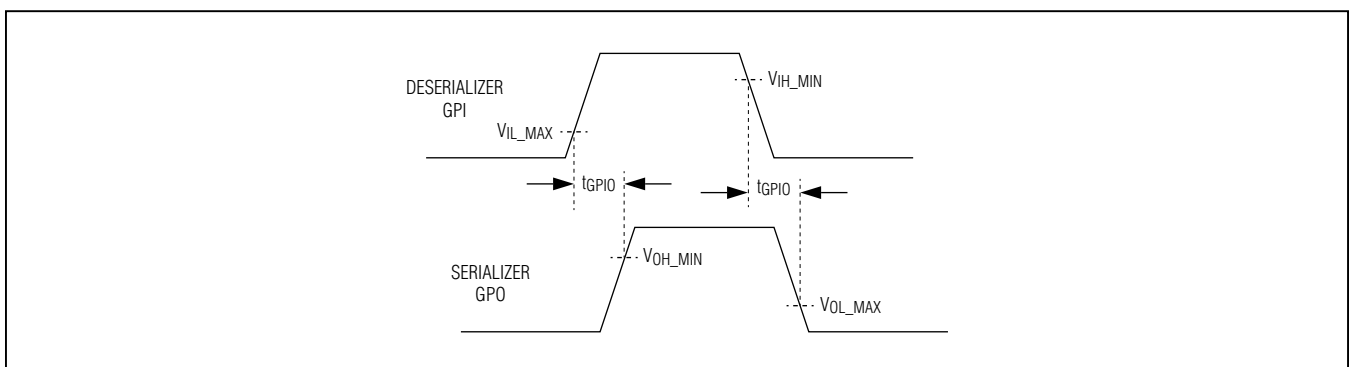 DESERIALIZER
GPI
VIH_MIN
VIL_MAX
tGPIO
tGPIO
SERIALIZER
GPO
VOH_MIN
VOL_MAX